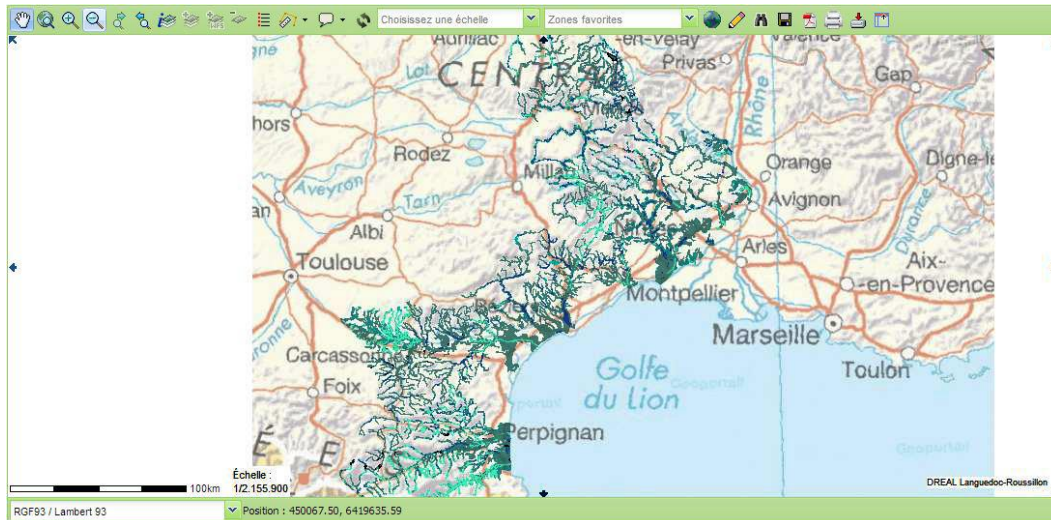 Choisissez une échelle
Zones favorites
Aurillac
-en-Velay
Privas
Valence
CENTRAL
Lot
Gap
hors
Rhône
Rodez
Orange
Digne-le
Millau
Avignon
Aveyron
Tarn
Durance
an
Albi
Nîmes
Arles
Toulouse
Aix-
-en-Provence
Montpellier
Marseille
Carcassonne
Golfe
du Lion
Toulon
Geoportail
Foix
Perpignan
É
E
Geoportail
Échelle :
1/2.155.900
100km
DREAL Languedoc-Roussillon
RGF93 / Lambert 93
Position : 450067.50, 6419635.59